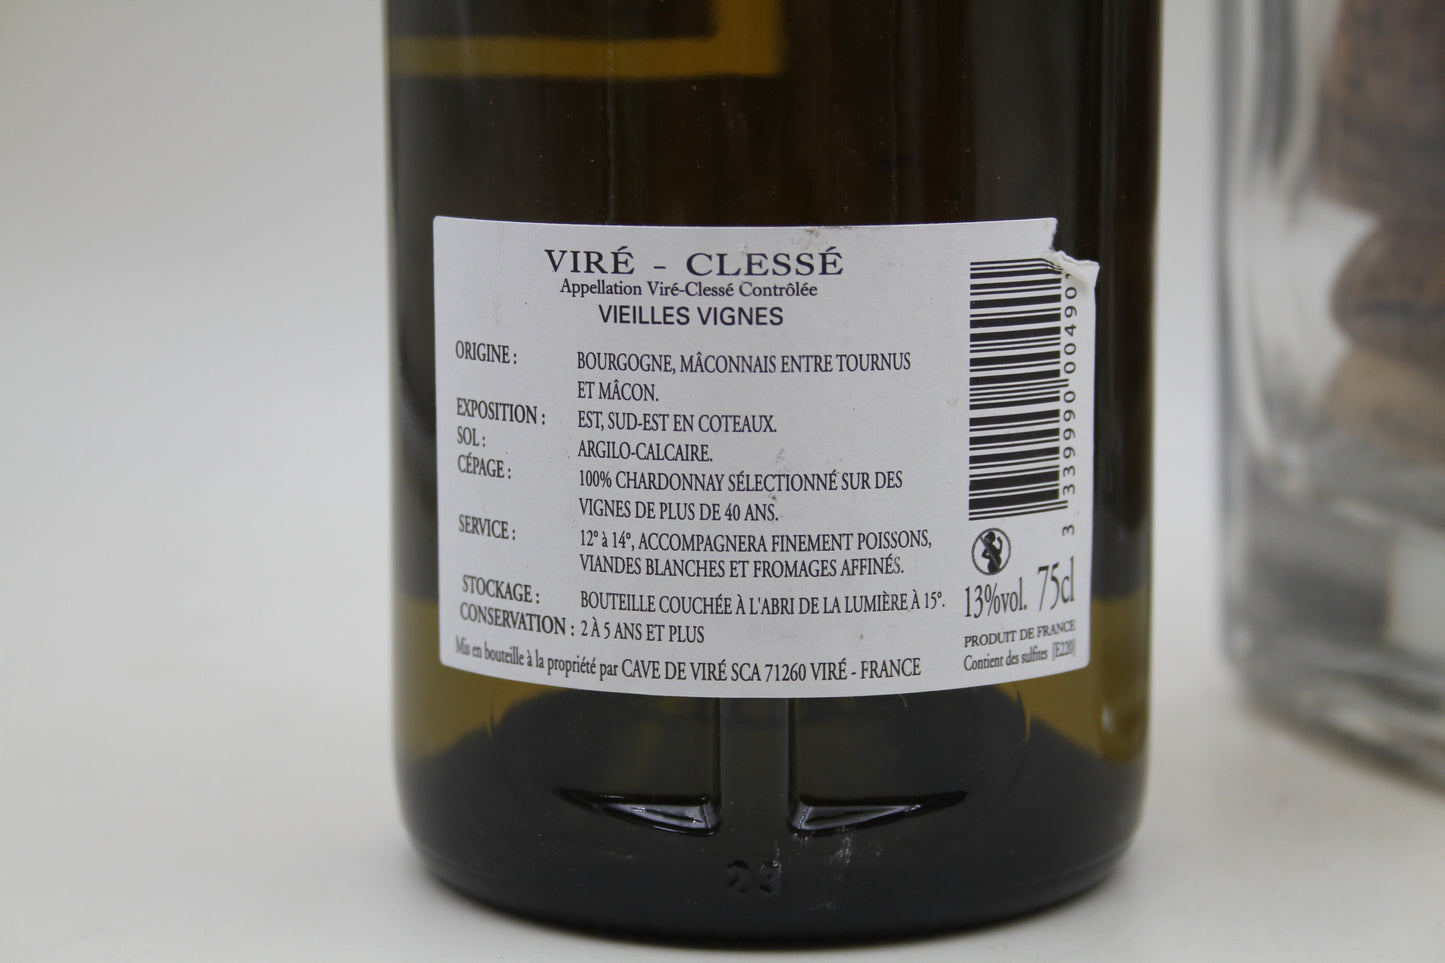 VIRÉ - CLESSÉ
Appellation Viré-Clessé Contrôlée
VIEILLES VIGNES
ORIGINE : BOURGOGNE, MÂCONNAIS ENTRE TOURNUS
ET MÂCON.
EXPOSITION : EST, SUD-EST EN COTEAUX.
SOL : ARGILO-CALCAIRE.
CÉPAGE : 100% CHARDONNAY SÉLECTIONNÉ SUR DES
VIGNES DE PLUS DE 40 ANS.
SERVICE : 12º à 14º, ACCOMPAGNERA FINEMENT POISSONS,
VIANDES BLANCHES ET FROMAGES AFFINÉS.
STOCKAGE : BOUTEILLE COUCHÉE À L'ABRI DE LA LUMIÈRE À 15º.
CONSERVATION : 2 À 5 ANS ET PLUS
Mis en bouteille à la propriété par CAVE DE VIRÉ SCA 71260 VIRÉ - FRANCE
3 339990 00490
13%vol. 75cl
PRODUIT DE FRANCE
Contient des sulfites [E220]